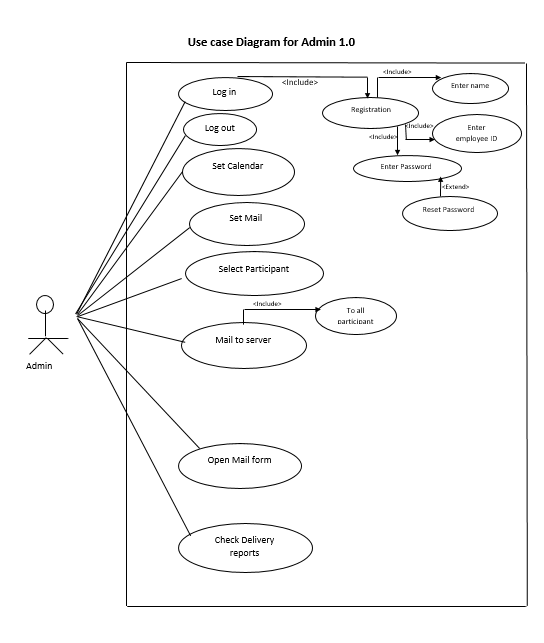 Use case Diagram for Admin 1.0
Log in
<Include>
<Include>
Enter name
Registration
Log out
<Include>
Enter
employee ID
<Include>
Set Calendar
Enter Password
<Extend>
Reset Password
Set Mail
Select Participant
<Include>
To all
participant
Mail to server
Admin
Open Mail form
Check Delivery
reports